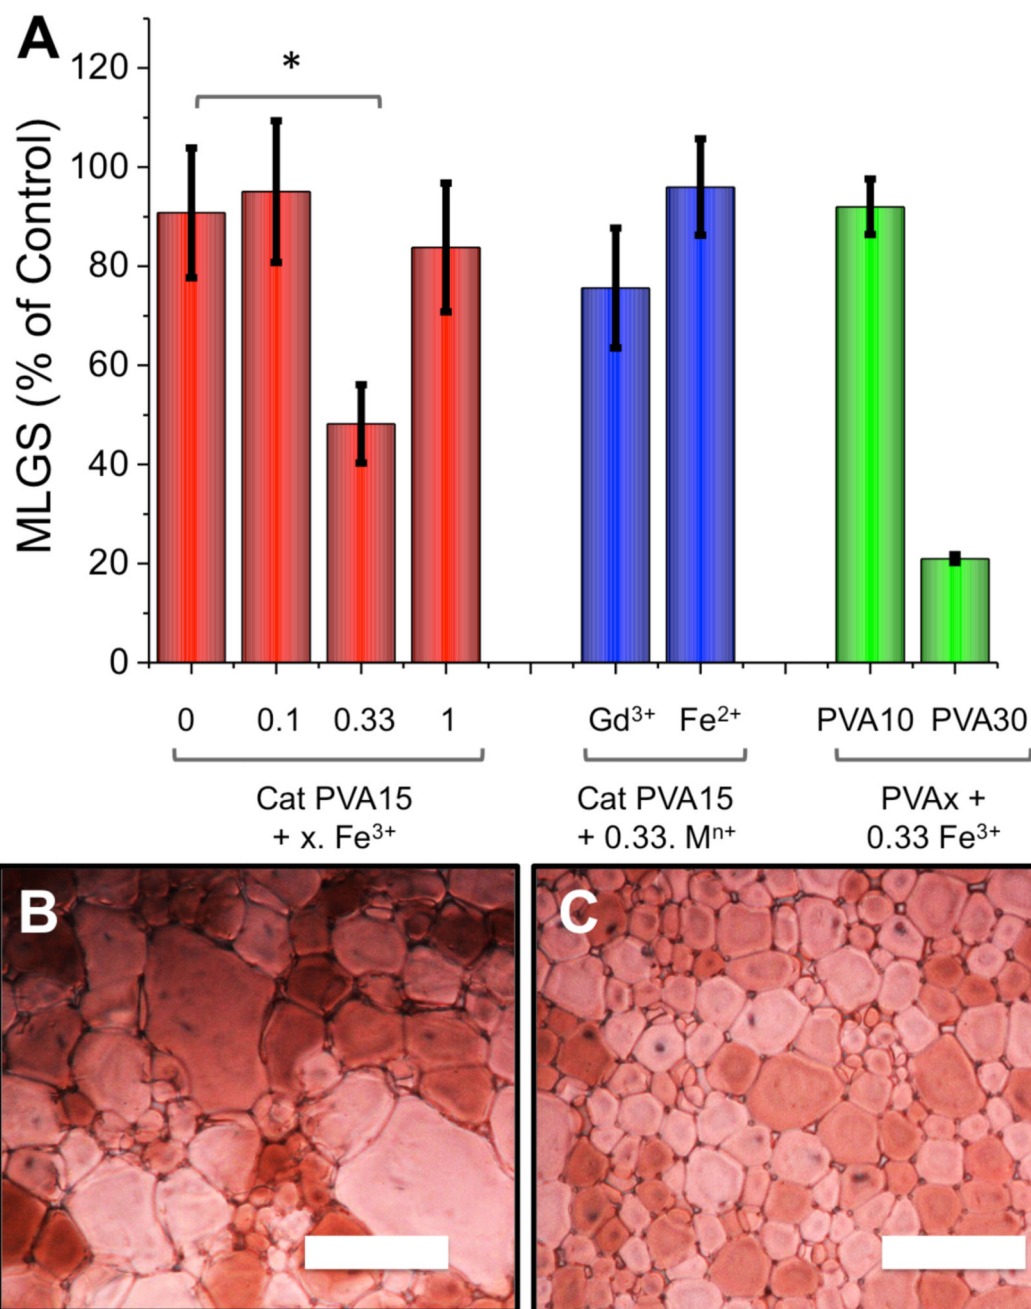 A
MLGS (% of Control)
120
100
80
60
40
20
0
*
0 0.1 0.33 1 Gd³⁺ Fe²⁺ PVA10 PVA30
Cat PVA15
+ x. Fe³⁺
Cat PVA15
+ 0.33. Mⁿ⁺
PVAx +
0.33 Fe³⁺
B
C